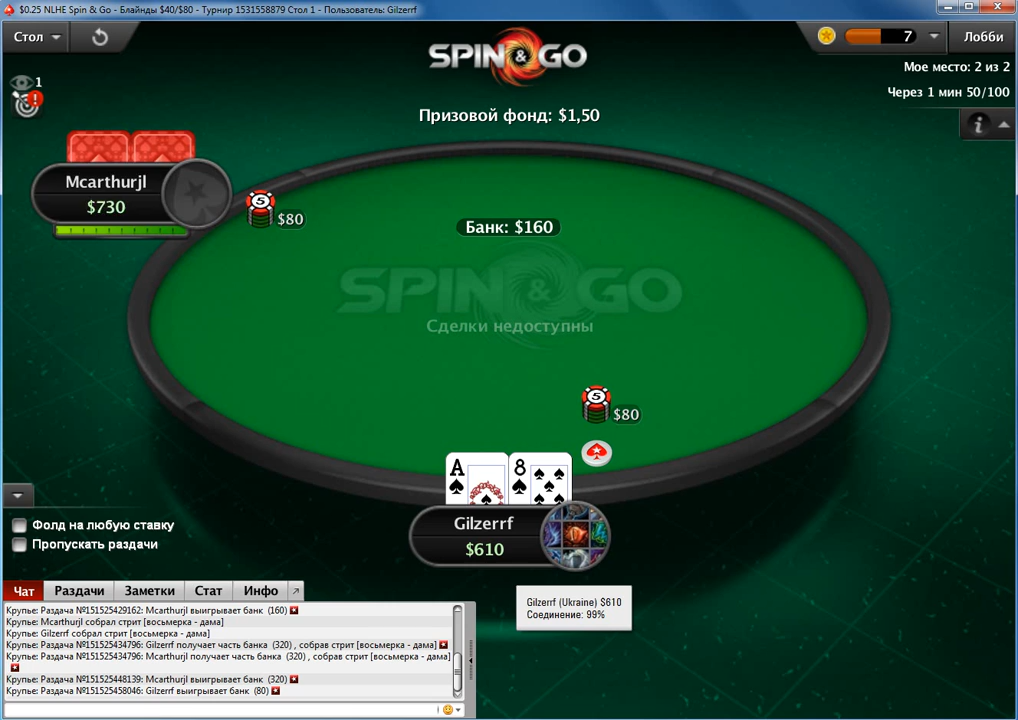 $0.25 NLHE Spin & Go - Блайнды $40/$80 - Турнир 1531558879 Стол 1 - Пользователь: Gilzerrf
Стол
7
Лобби
SPIN&GO
Мое место: 2 из 2
Через 1 мин 50/100
1
Призовой фонд: $1,50
Mcarthurjl
$730
5
$80
Банк: $160
SPIN&GO
Сделки недоступны
5
$80
A 8
Gilzerrf
$610
Фолд на любую ставку
Пропускать раздачи
Чат Раздачи Заметки Стат Инфо
Gilzerrf (Ukraine) $610
Соединение: 99%
Крупье: Раздача №151525429162: Mcarthurjl выигрывает банк (160)
Крупье: Mcarthurjl собрал стрит [восьмерка - дама]
Крупье: Gilzerrf собрал стрит [восьмерка - дама]
Крупье: Раздача №151525434796: Gilzerrf получает часть банка (320) , собрав стрит [восьмерка - дама]
Крупье: Раздача №151525434796: Mcarthurjl получает часть банка (320) , собрав стрит [восьмерка - дама]
Крупье: Раздача №151525448139: Mcarthurjl выигрывает банк (320)
Крупье: Раздача №151525458046: Gilzerrf выигрывает банк (80)